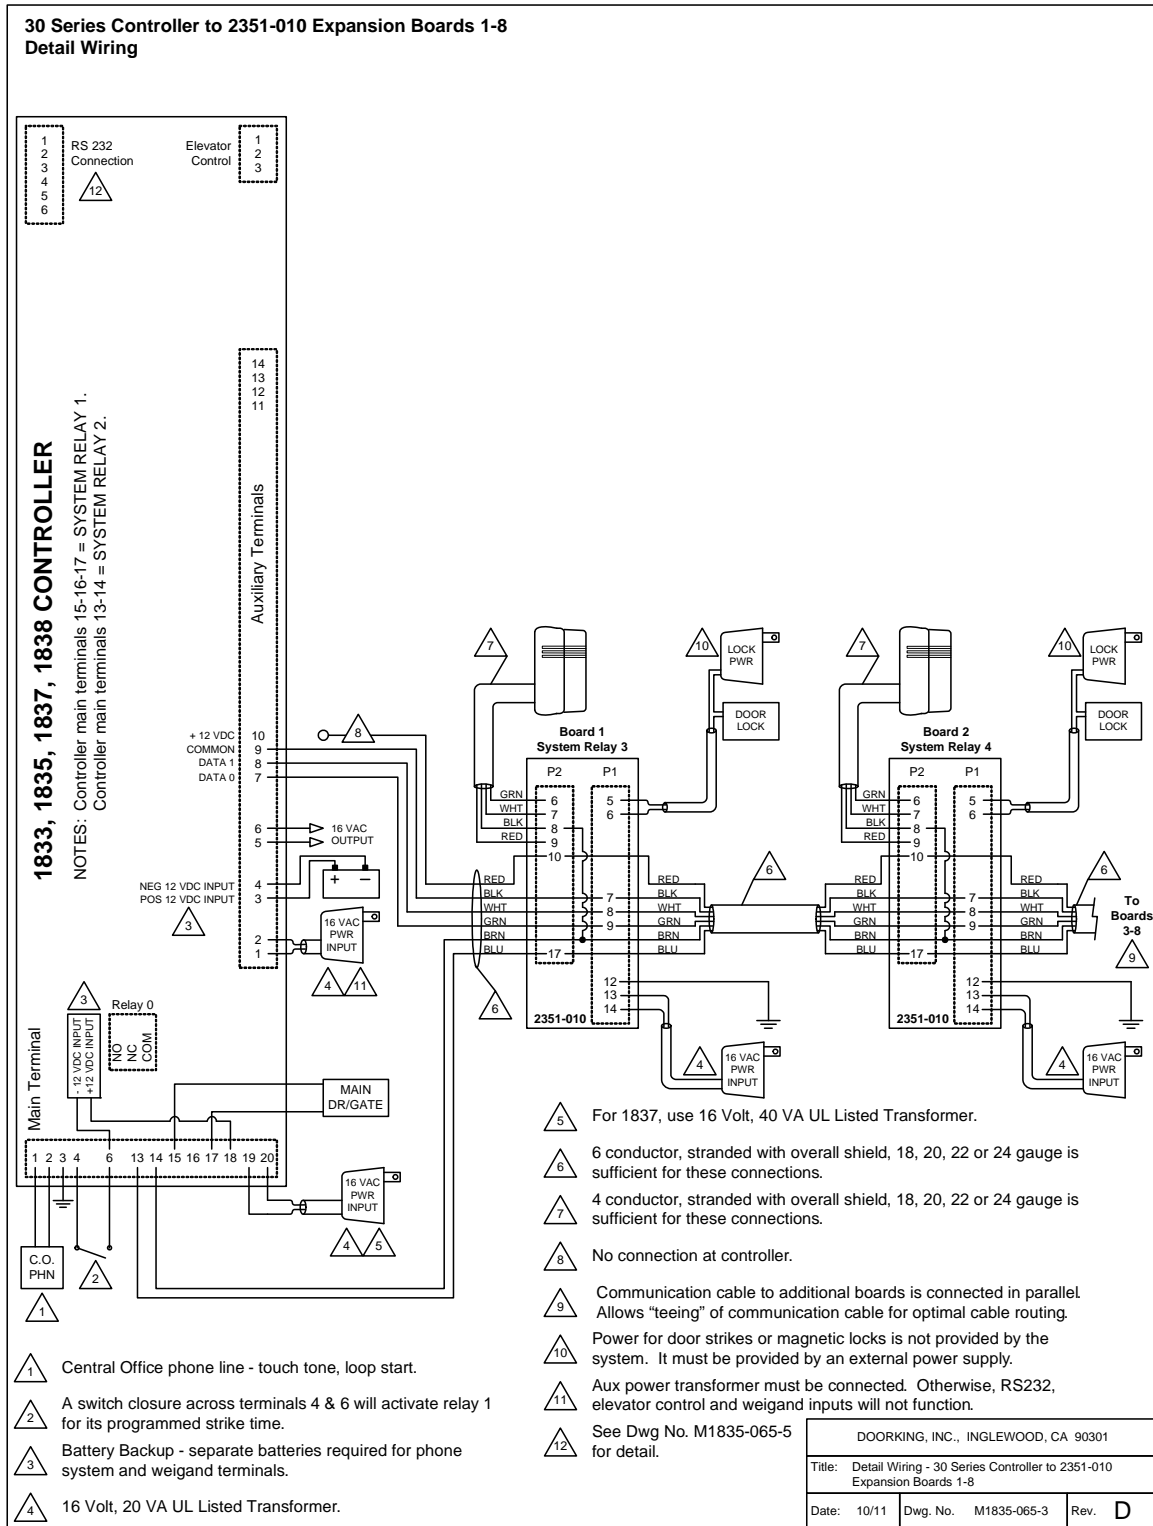 30 Series Controller to 2351-010 Expansion Boards 1-8
Detail Wiring
1
2
3
4
5
6
RS 232
Connection
12
Elevator
Control
1
2
3
1833, 1835, 1837, 1838 CONTROLLER
NOTES: Controller main terminals 15-16-17 = SYSTEM RELAY 1.
Controller main terminals 13-14 = SYSTEM RELAY 2.
14
13
12
11
Auxiliary Terminals
+ 12 VDC 10
COMMON 9
DATA 1 8
DATA 0 7
6
5
16 VAC
OUTPUT
NEG 12 VDC INPUT 4
POS 12 VDC INPUT 3
3
+ −
2
1
16 VAC
PWR
INPUT
4 11
8
7
10
LOCK
PWR
DOOR
LOCK
Board 1
System Relay 3
P2 P1
GRN 6
WHT 7
BLK 8
RED 9
10
5
6
RED RED
BLK 7 BLK
WHT 8 WHT
GRN 9 GRN
BRN BRN
BLU 17 BLU
12
13
14
2351-010
6
6
16 VAC
PWR
INPUT
4
7
10
LOCK
PWR
DOOR
LOCK
Board 2
System Relay 4
P2 P1
GRN 6
WHT 7
BLK 8
RED 9
10
5
6
RED RED
BLK 7 BLK
WHT 8 WHT
GRN 9 GRN
BRN BRN
BLU 17 BLU
12
13
14
2351-010
6
To
Boards
3-8
9
16 VAC
PWR
INPUT
4
3
- 12 VDC INPUT
+12 VDC INPUT
Relay 0
NO
NC
COM
Main Terminal
MAIN
DR/GATE
1 2 3 4 6 13 14 15 16 17 18 19 20
16 VAC
PWR
INPUT
4 5
C.O.
PHN
1
2
1 Central Office phone line - touch tone, loop start.
2 A switch closure across terminals 4 & 6 will activate relay 1
for its programmed strike time.
3 Battery Backup - separate batteries required for phone
system and weigand terminals.
4 16 Volt, 20 VA UL Listed Transformer.
5 For 1837, use 16 Volt, 40 VA UL Listed Transformer.
6 6 conductor, stranded with overall shield, 18, 20, 22 or 24 gauge is
sufficient for these connections.
7 4 conductor, stranded with overall shield, 18, 20, 22 or 24 gauge is
sufficient for these connections.
8 No connection at controller.
9 Communication cable to additional boards is connected in parallel.
Allows “teeing” of communication cable for optimal cable routing.
10 Power for door strikes or magnetic locks is not provided by the
system. It must be provided by an external power supply.
11 Aux power transformer must be connected. Otherwise, RS232,
elevator control and weigand inputs will not function.
12 See Dwg No. M1835-065-5
for detail.
DOORKING, INC., INGLEWOOD, CA 90301
Title: Detail Wiring - 30 Series Controller to 2351-010
Expansion Boards 1-8
Date: 10/11 Dwg. No. M1835-065-3 Rev. D